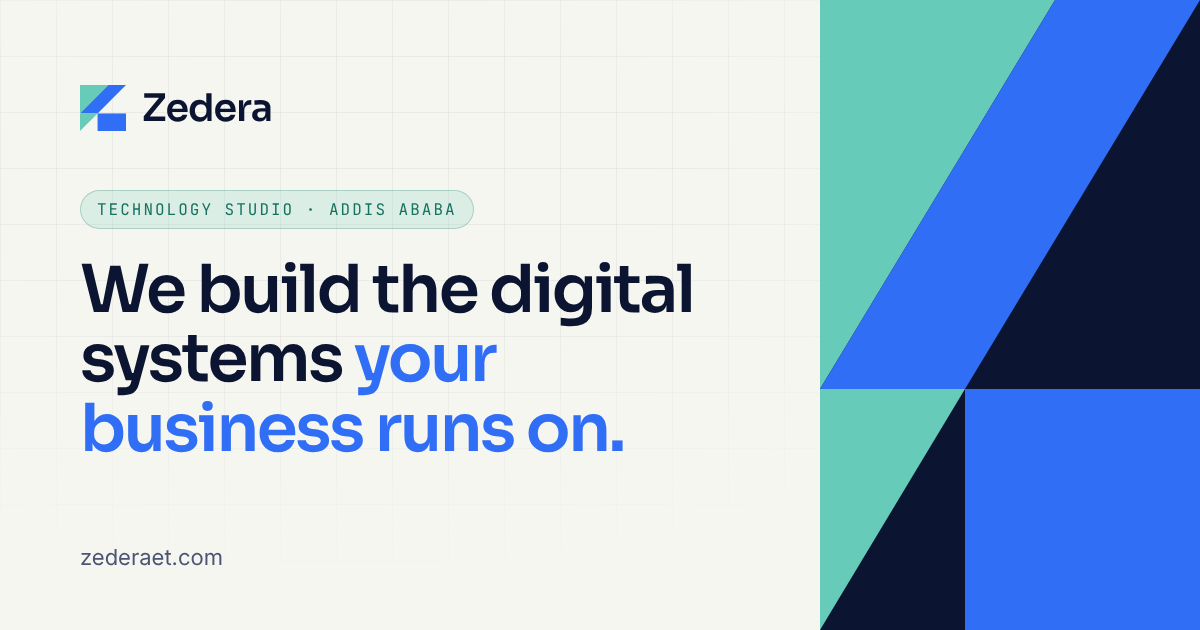 Zedera
TECHNOLOGY STUDIO · ADDIS ABABA
We build the digital
systems your
business runs on.
zederaet.com